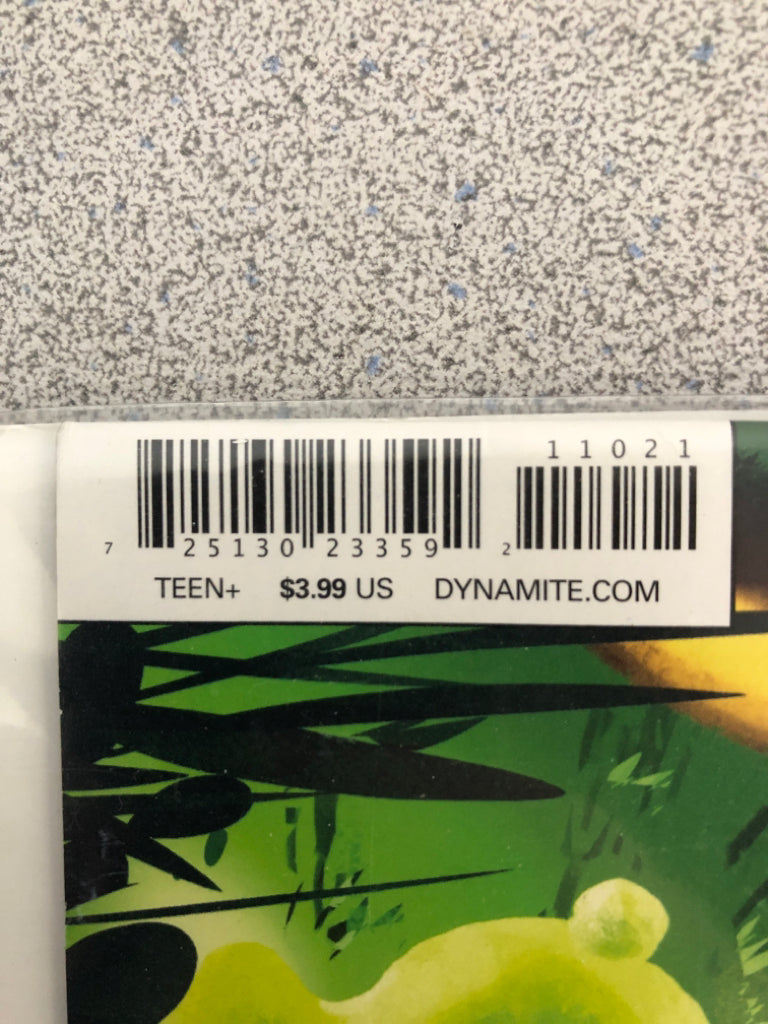 11021
7 25130 23359 2
TEEN+ $3.99 US DYNAMITE.COM